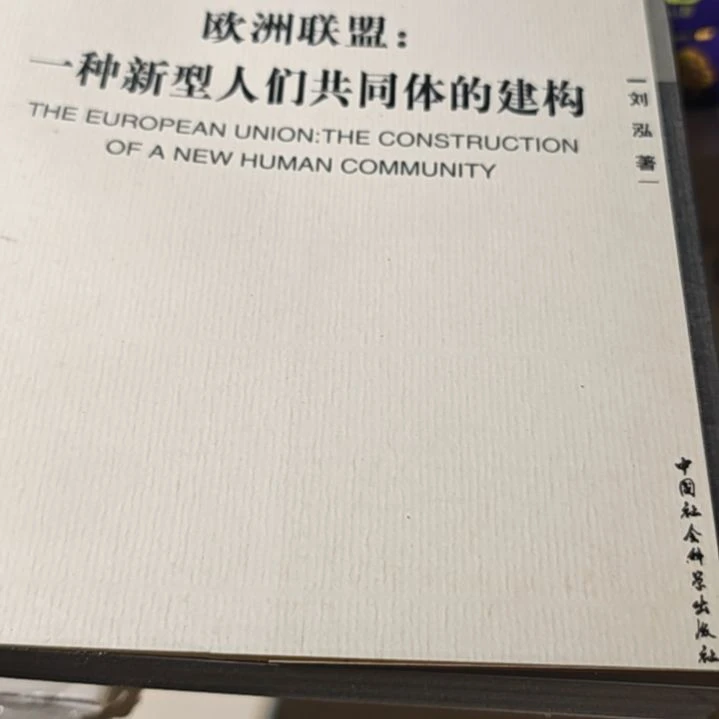 欧洲联盟：
一种新型人们共同体的建构
THE EUROPEAN UNION:THE CONSTRUCTION
OF A NEW HUMAN COMMUNITY
刘泓 著
中国社会科学出版社